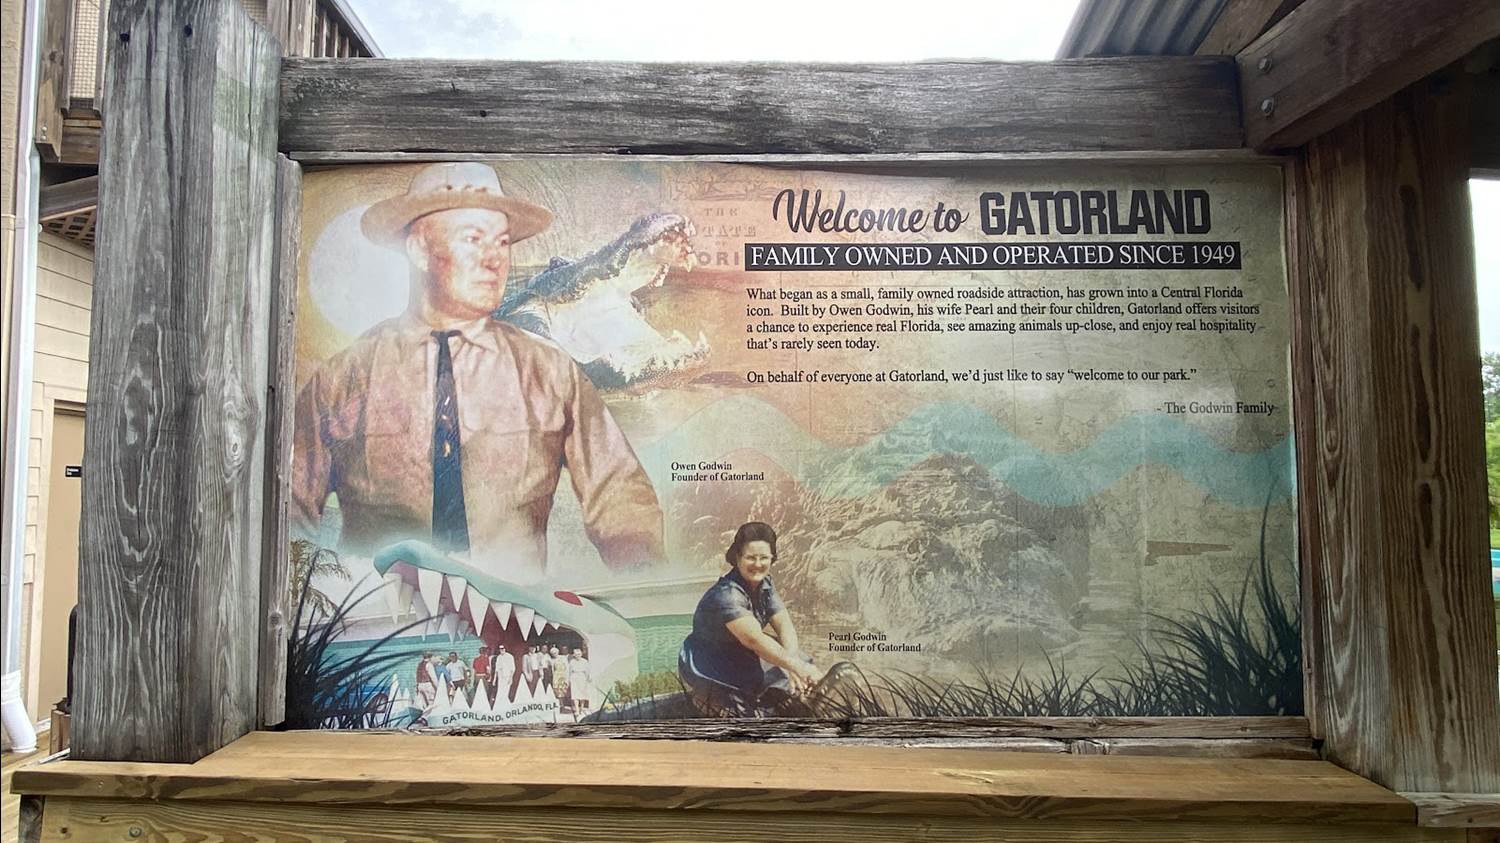 THE
STATE
OF
ORI
Welcome to GATORLAND
FAMILY OWNED AND OPERATED SINCE 1949
What began as a small, family owned roadside attraction, has grown into a Central Florida
icon. Built by Owen Godwin, his wife Pearl and their four children, Gatorland offers visitors
a chance to experience real Florida, see amazing animals up-close, and enjoy real hospitality
that's rarely seen today.
On behalf of everyone at Gatorland, we'd just like to say “welcome to our park.”
- The Godwin Family
Owen Godwin
Founder of Gatorland
Pearl Godwin
Founder of Gatorland
GATORLAND, ORLANDO, FLA.